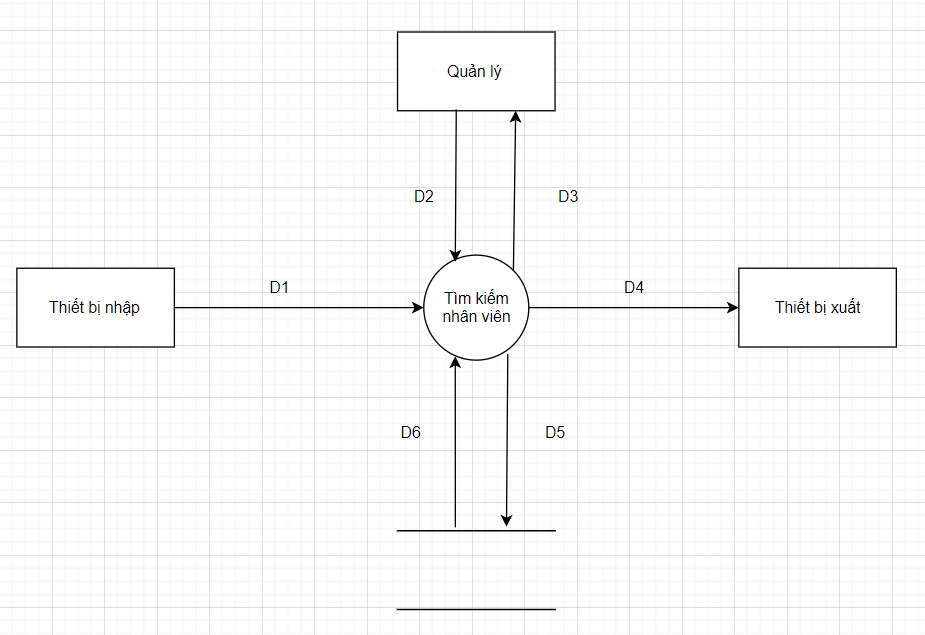 Quản lý
D2
D3
Thiết bị nhập
D1
Tìm kiếm
nhân viên
D4
Thiết bị xuất
D6
D5